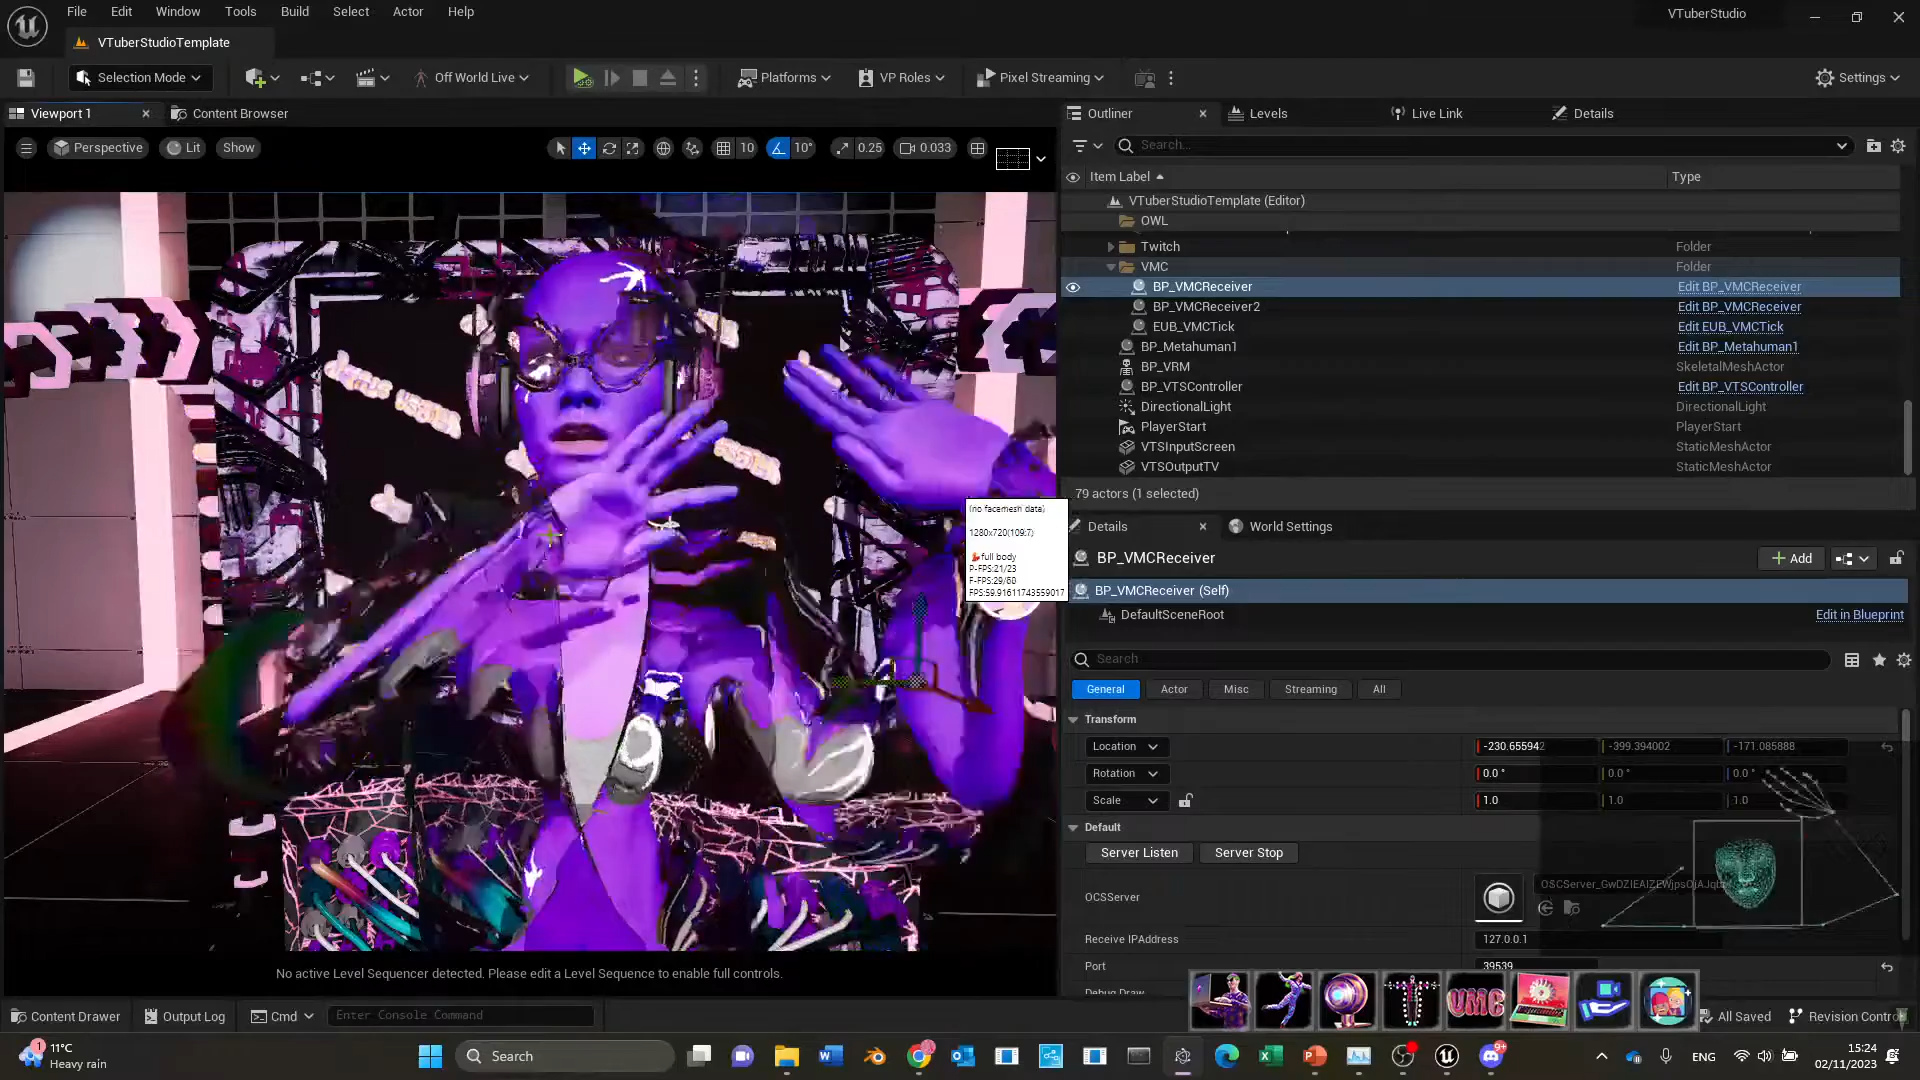 File Edit Window Tools Build Select Actor Help
VTuberStudio
VTuberStudioTemplate
Selection Mode
Off World Live
Platforms
VP Roles
Pixel Streaming
Settings
Viewport 1
Content Browser
Perspective
Lit
Show
10
10°
0.25
0.033
Outliner
Levels
Live Link
Details
Search...
Item Label
Type
VTuberStudioTemplate (Editor)
OWL
Twitch Folder
VMC Folder
BP_VMCReceiver Edit BP_VMCReceiver
BP_VMCReceiver2 Edit BP_VMCReceiver
EUB_VMCTick Edit EUB_VMCTick
BP_Metahuman1 Edit BP_Metahuman1
BP_VRM SkeletalMeshActor
BP_VTSController Edit BP_VTSController
DirectionalLight DirectionalLight
PlayerStart PlayerStart
VTSInputScreen StaticMeshActor
VTSOutputTV StaticMeshActor
79 actors (1 selected)
(no facemesh data)
1280x720(109;7)
full body
P-FPS:21/23
F-FPS:29/60
FPS:59.91611743559017
Details
World Settings
BP_VMCReceiver
Add
BP_VMCReceiver (Self)
DefaultSceneRoot
Edit in Blueprint
Search
General Actor Misc Streaming All
Transform
Location -230.655942 -399.394002 -171.085888
Rotation 0.0 ° 0.0 ° 0.0 °
Scale 1.0 1.0 1.0
Default
Server Listen Server Stop
OCSServer
Receive IPAddress 127.0.0.1
Port 39539
Debug Draw
VMC
No active Level Sequencer detected. Please edit a Level Sequence to enable full controls.
Content Drawer
Output Log
Cmd
Enter Console Command
All Saved
Revision Contro
1
11°C
Heavy rain
Search
9+
ENG
15:24
02/11/2023